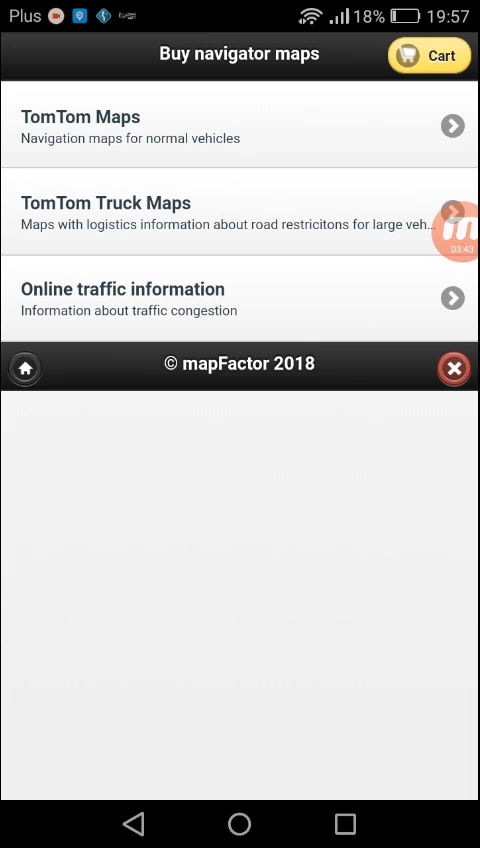 Plus 18% 19:57
Buy navigator maps Cart
TomTom Maps
Navigation maps for normal vehicles
TomTom Truck Maps
Maps with logistics information about road restricitons for large veh...
03:43
Online traffic information
Information about traffic congestion
© mapFactor 2018